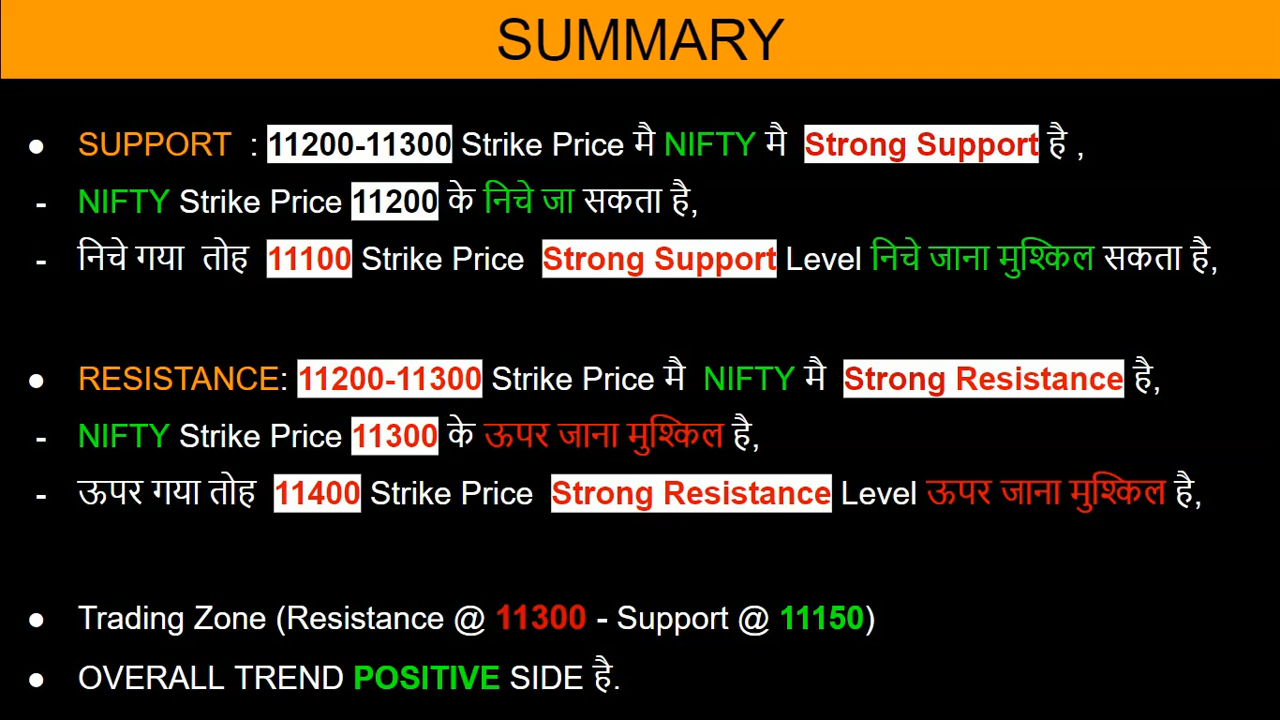 SUMMARY
● SUPPORT : 11200-11300 Strike Price मै NIFTY मै Strong Support है ,
- NIFTY Strike Price 11200 के निचे जा सकता है,
- निचे गया तोह 11100 Strike Price Strong Support Level निचे जाना मुश्किल सकता है,
● RESISTANCE: 11200-11300 Strike Price मै NIFTY मै Strong Resistance है,
- NIFTY Strike Price 11300 के ऊपर जाना मुश्किल है,
- ऊपर गया तोह 11400 Strike Price Strong Resistance Level ऊपर जाना मुश्किल है,
● Trading Zone (Resistance @ 11300 - Support @ 11150)
● OVERALL TREND POSITIVE SIDE है.